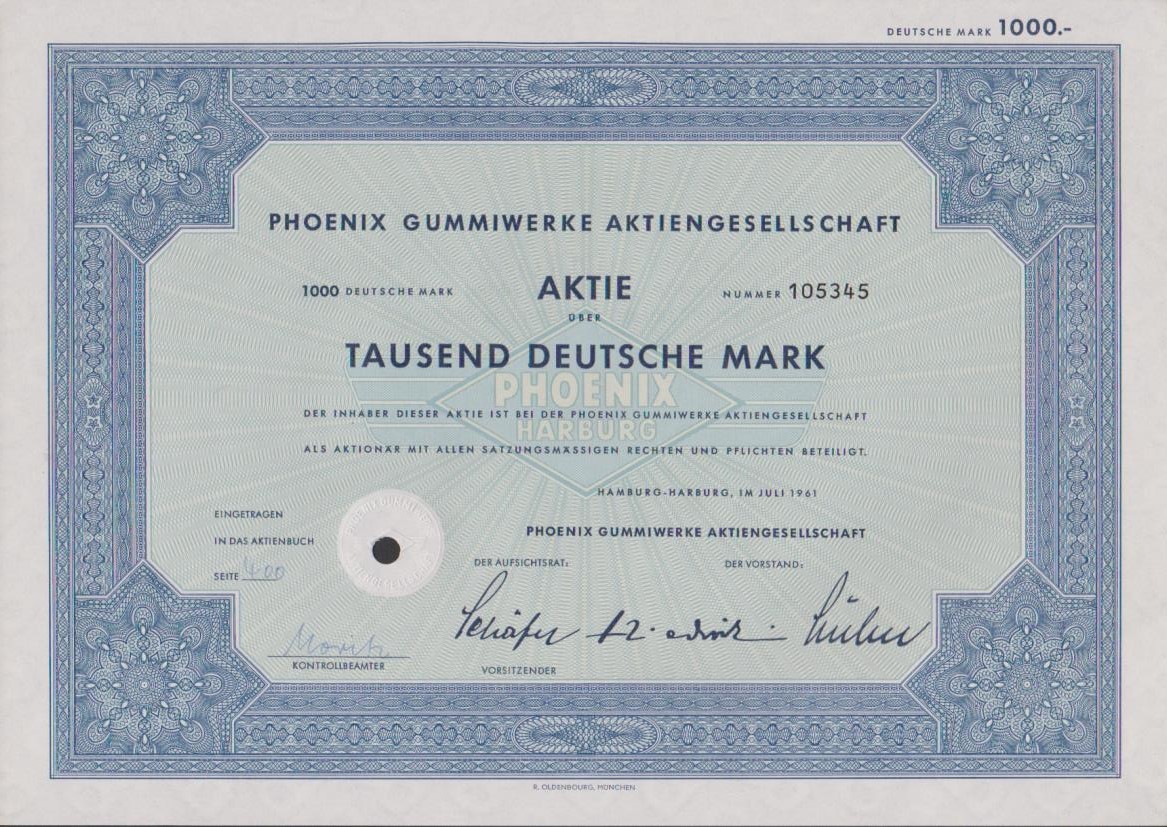 DEUTSCHE MARK 1000.-
PHOENIX GUMMIWERKE AKTIENGESELLSCHAFT
1000 DEUTSCHE MARK AKTIE NUMMER 105345
ÜBER
TAUSEND DEUTSCHE MARK
PHOENIX
DER INHABER DIESER AKTIE IST BEI DER PHOENIX GUMMIWERKE AKTIENGESELLSCHAFT
HARBURG
ALS AKTIONÄR MIT ALLEN SATZUNGSMÄSSIGEN RECHTEN UND PFLICHTEN BETEILIGT.
HAMBURG-HARBURG, IM JULI 1961
EINGETRAGEN
PHOENIX GUMMIWERKE AKTIENGESELLSCHAFT
IN DAS AKTIENBUCH
DER AUFSICHTSRAT: DER VORSTAND:
SEITE 400
Schäfer
Moritz
KONTROLLBEAMTER
VORSITZENDER
R. OLDENBOURG, MÜNCHEN